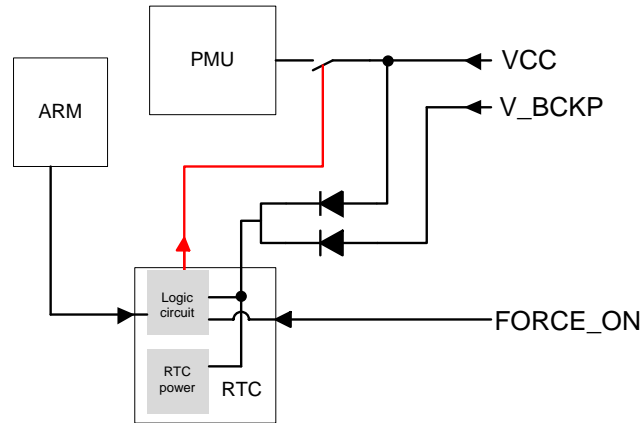 PMU
VCC
V_BCKP
ARM
Logic
circuit
FORCE_ON
RTC
power
RTC